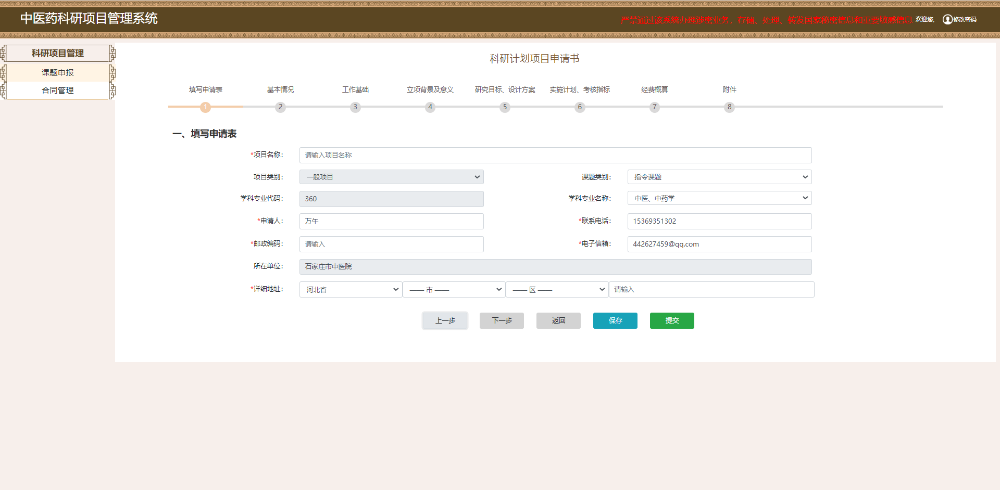 中医药科研项目管理系统
严禁通过该系统办理涉密业务，存储、处理、转发国家秘密信息和重要敏感信息
欢迎您,
修改密码
科研项目管理
课题申报
合同管理
科研计划项目申请书
填写申请表 基本情况 工作基础 立项背景及意义 研究目标、设计方案 实施计划、考核指标 经费概算 附件
1 2 3 4 5 6 7 8
一、填写申请表
*项目名称： 请输入项目名称
项目类别： 一般项目 课题类别： 指令课题
学科专业代码： 360 学科专业名称： 中医、中药学
*申请人： 万午 *联系电话： 15369351302
*邮政编码： 请输入 *电子信箱： 442627459@qq.com
所在单位： 石家庄市中医院
*详细地址： 河北省 —— 市 —— —— 区 —— 请输入
上一步 下一步 返回 保存 提交